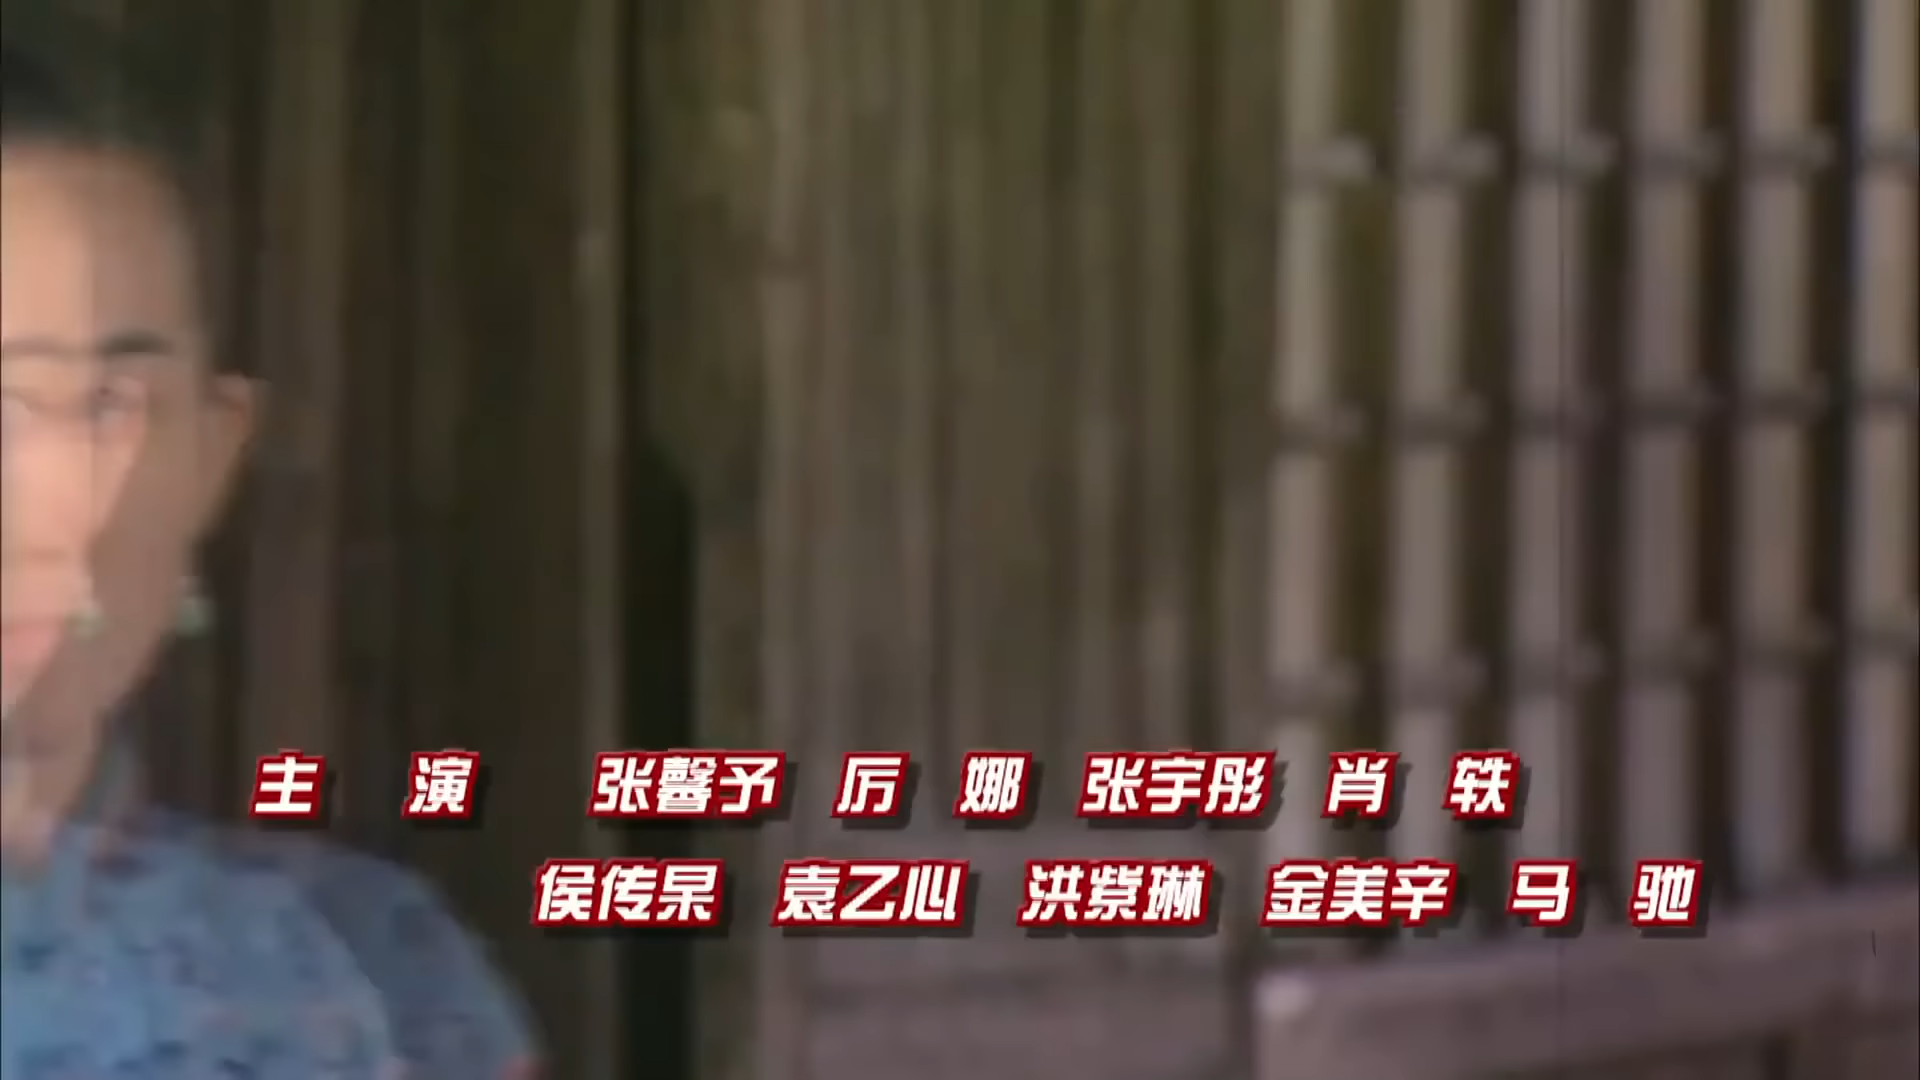 主 演 张馨予 厉 娜 张宇彤 肖 轶
侯传杲 袁乙心 洪紫琳 金美辛 马 驰